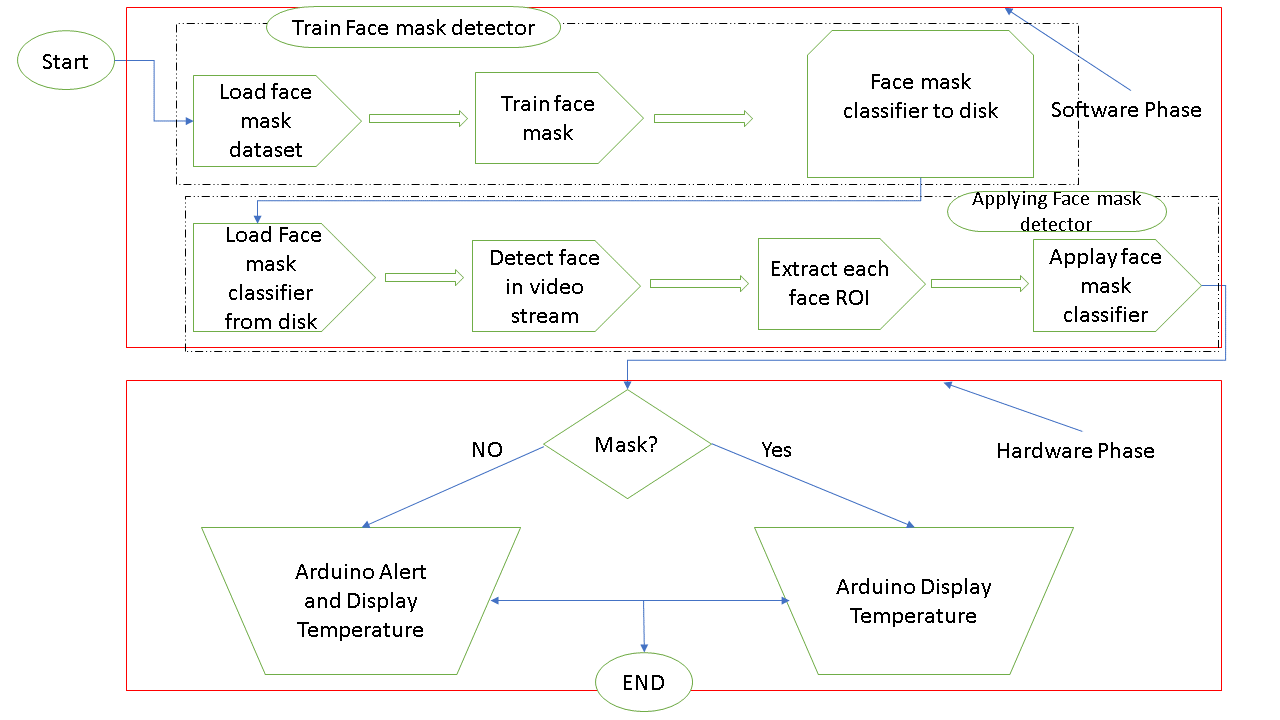 Train Face mask detector
Start
Load face
mask
dataset
Train face
mask
Face mask
classifier to disk
Software Phase
Applying Face mask
detector
Load Face
mask
classifier
from disk
Detect face
in video
stream
Extract each
face ROI
Applay face
mask
classifier
Mask?
NO
Yes
Hardware Phase
Arduino Alert
and Display
Temperature
Arduino Display
Temperature
END